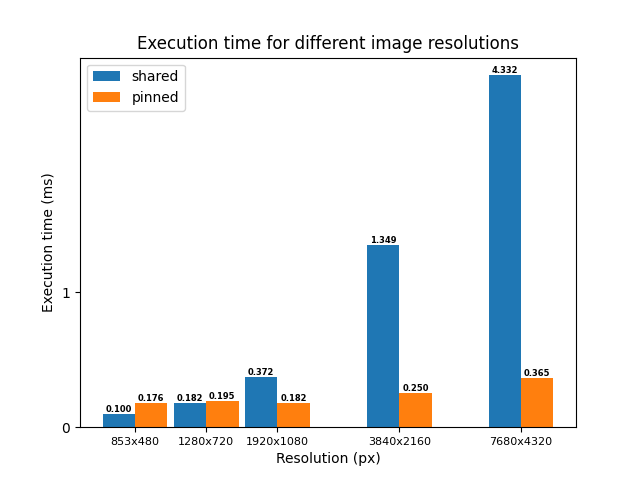 Execution time for different image resolutions
shared
pinned
4.332
1.349
0.372
0.365
0.250
0.182
0.195
0.182
0.176
0.100
Execution time (ms)
1
0
853x480 1280x720 1920x1080 3840x2160 7680x4320
Resolution (px)